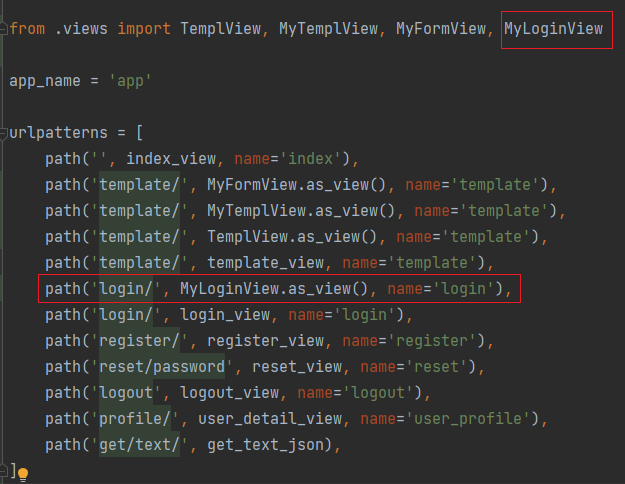 from .views import TemplView, MyTemplView, MyFormView, MyLoginView
app_name = 'app'
urlpatterns = [
path('', index_view, name='index'),
path('template/', MyFormView.as_view(), name='template'),
path('template/', MyTemplView.as_view(), name='template'),
path('template/', TemplView.as_view(), name='template'),
path('template/', template_view, name='template'),
path('login/', MyLoginView.as_view(), name='login'),
path('login/', login_view, name='login'),
path('register/', register_view, name='register'),
path('reset/password', reset_view, name='reset'),
path('logout', logout_view, name='logout'),
path('profile/', user_detail_view, name='user_profile'),
path('get/text/', get_text_json),
]